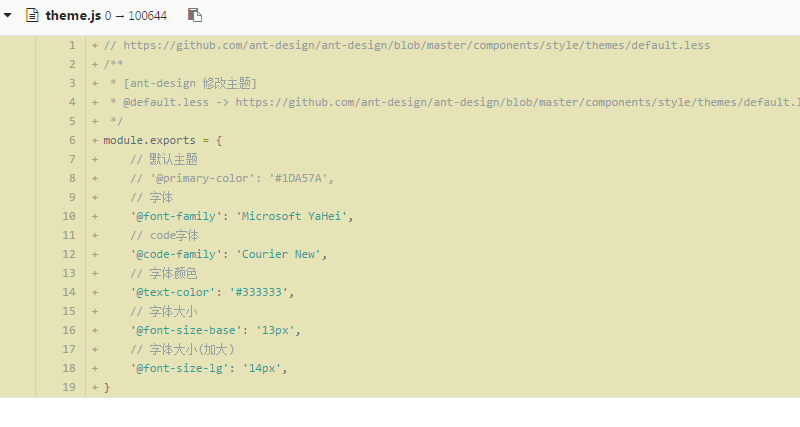 theme.js 0 → 100644
1 + // https://github.com/ant-design/ant-design/blob/master/components/style/themes/default.less
2 + /**
3 + * [ant-design 修改主题]
4 + * @default.less -> https://github.com/ant-design/ant-design/blob/master/components/style/themes/default.
5 + */
6 + module.exports = {
7 + // 默认主题
8 + // '@primary-color': '#1DA57A',
9 + // 字体
10 + '@font-family': 'Microsoft YaHei',
11 + // code字体
12 + '@code-family': 'Courier New',
13 + // 字体颜色
14 + '@text-color': '#333333',
15 + // 字体大小
16 + '@font-size-base': '13px',
17 + // 字体大小(加大)
18 + '@font-size-lg': '14px',
19 + }